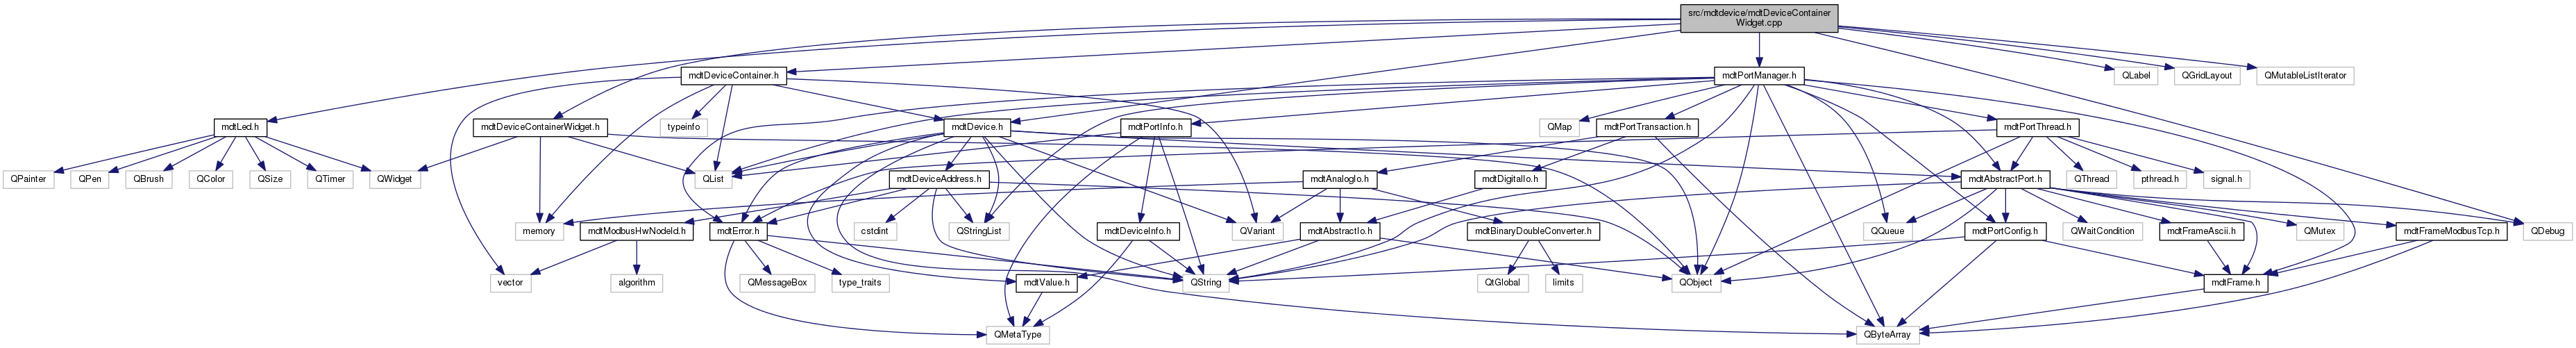 src/mdtdevice/mdtDeviceContainer
Widget.cpp
mdtDeviceContainer.h
mdtPortManager.h
QLabel
QGridLayout
QMutableListIterator
mdtLed.h
mdtDeviceContainerWidget.h
typeinfo
mdtDevice.h
mdtPortInfo.h
QMap
mdtPortTransaction.h
mdtPortThread.h
QPainter
QPen
QBrush
QColor
QSize
QTimer
QWidget
QList
mdtDeviceAddress.h
mdtAnalogIo.h
mdtDigitalIo.h
mdtAbstractPort.h
QThread
pthread.h
signal.h
memory
mdtModbusHwNodeId.h
mdtError.h
cstdint
QStringList
mdtDeviceInfo.h
QVariant
mdtAbstractIo.h
mdtBinaryDoubleConverter.h
QQueue
mdtPortConfig.h
QWaitCondition
mdtFrameAscii.h
QMutex
mdtFrameModbusTcp.h
QDebug
vector
algorithm
QMessageBox
type_traits
mdtValue.h
QString
QtGlobal
limits
QObject
mdtFrame.h
QMetaType
QByteArray